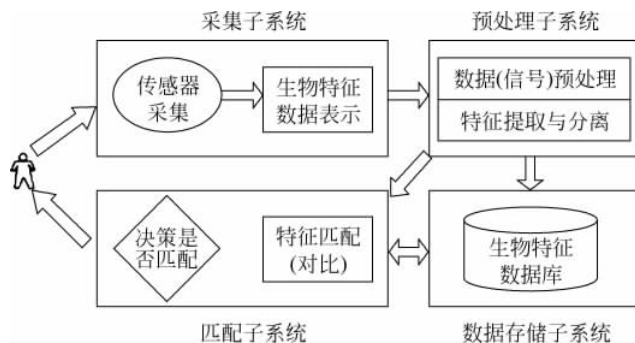 采集子系统
预处理子系统
传感器
采集
生物特征
数据表示
数据(信号)预处理
特征提取与分离
决策是
否匹配
特征匹配
(对比)
生物特征
数据库
匹配子系统
数据存储子系统